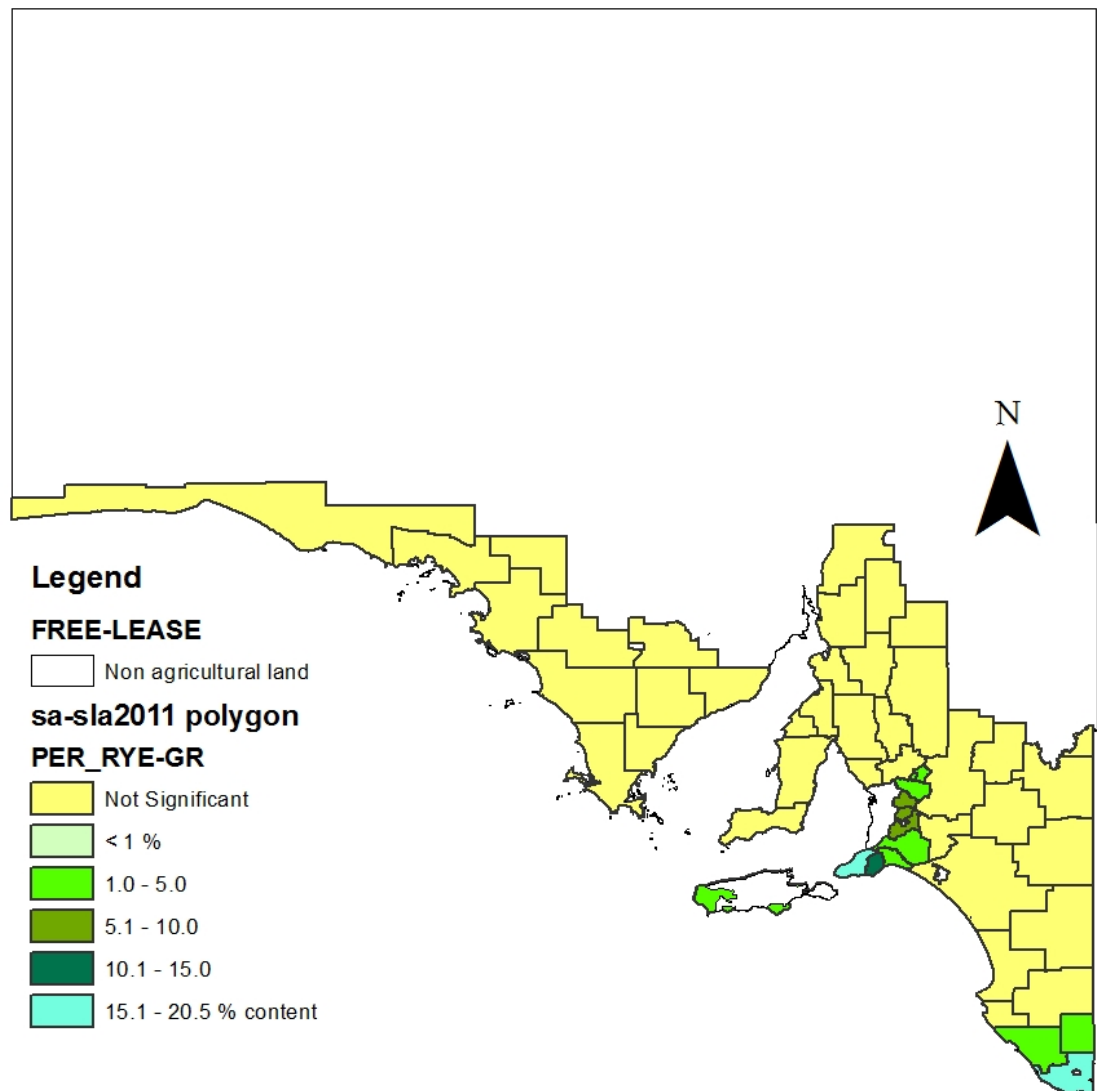 N
Legend
FREE-LEASE
Non agricultural land
sa-sla2011 polygon
PER_RYE-GR
Not Significant
< 1 %
1.0 - 5.0
5.1 - 10.0
10.1 - 15.0
15.1 - 20.5 % content